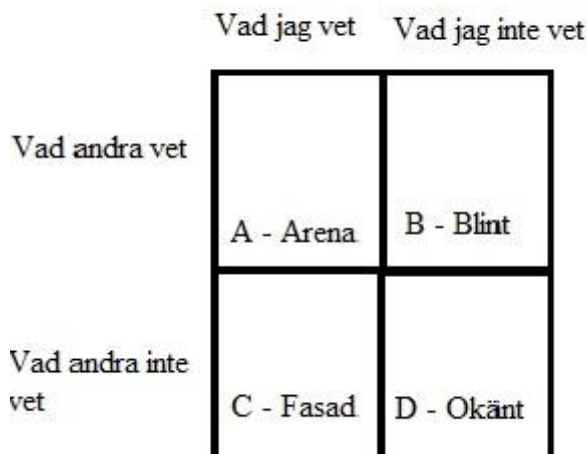 Vad jag vet
Vad jag inte vet
Vad andra vet
A - Arena
B - Blint
Vad andra inte
vet
C - Fasad
D - Okänt